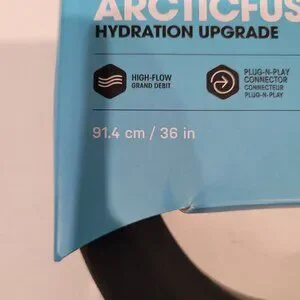 ARCTICFUS
HYDRATION UPGRADE
HIGH-FLOW
GRAND DEBIT
PLUG-N-PLAY
CONNECTOR
CONNECTEUR
PLUG-N-PLAY
91.4 cm / 36 in